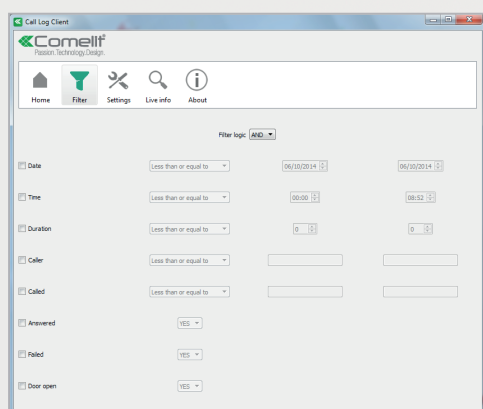 Call Log Client
Comelit
Passion.Technology.Design.
Home Filter Settings Live info About
Filter logic AND
Date Less than or equal to 06/10/2014 06/10/2014
Time Less than or equal to 00:00 08:52
Duration Less than or equal to 0 0
Caller Less than or equal to
Called Less than or equal to
Answered YES
Failed YES
Door open YES